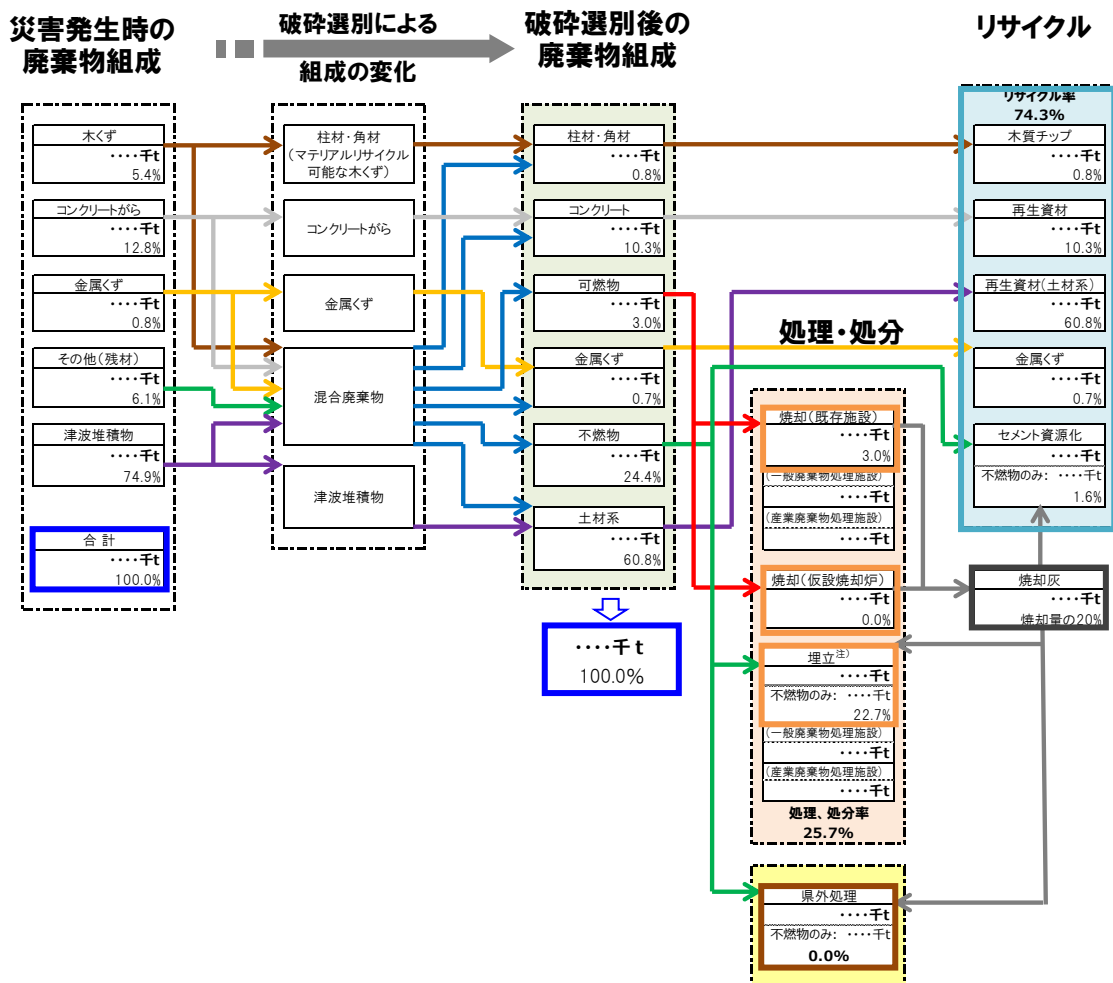 災害発生時の
廃棄物組成
破砕選別による
組成の変化
破砕選別後の
廃棄物組成
リサイクル
木くず
‥‥千t
5.4%
コンクリートがら
‥‥千t
12.8%
金属くず
‥‥千t
0.8%
その他(残材)
‥‥千t
6.1%
津波堆積物
‥‥千t
74.9%
合計
‥‥千t
100.0%
柱材・角材
(マテリアルリサイクル
可能な木くず)
コンクリートがら
金属くず
混合廃棄物
津波堆積物
柱材・角材
‥‥千t
0.8%
コンクリート
‥‥千t
10.3%
可燃物
‥‥千t
3.0%
金属くず
‥‥千t
0.7%
不燃物
‥‥千t
24.4%
土材系
‥‥千t
60.8%
‥‥千t
100.0%
処理・処分
焼却(既存施設)
‥‥千t
3.0%
(一般廃棄物処理施設)
‥‥千t
(産業廃棄物処理施設)
‥‥千t
焼却(仮設焼却炉)
‥‥千t
0.0%
埋立注)
‥‥千t
不燃物のみ: ‥‥千t
22.7%
(一般廃棄物処理施設)
‥‥千t
(産業廃棄物処理施設)
‥‥千t
処理、処分率
25.7%
県外処理
‥‥千t
不燃物のみ: ‥‥千t
0.0%
リサイクル率
74.3%
木質チップ
‥‥千t
0.8%
再生資材
‥‥千t
10.3%
再生資材(土材系)
‥‥千t
60.8%
金属くず
‥‥千t
0.7%
セメント資源化
‥‥千t
不燃物のみ: ‥‥千t
1.6%
焼却灰
‥‥千t
焼却量の20%